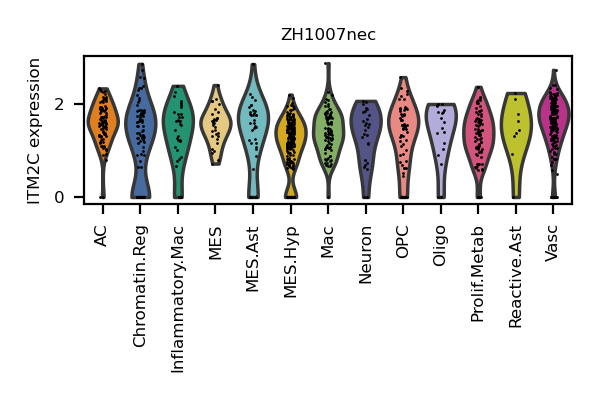 ZH1007nec
ITM2C expression
2
0
AC
Chromatin.Reg
Inflammatory.Mac
MES
MES.Ast
MES.Hyp
Mac
Neuron
OPC
Oligo
Prolif.Metab
Reactive.Ast
Vasc